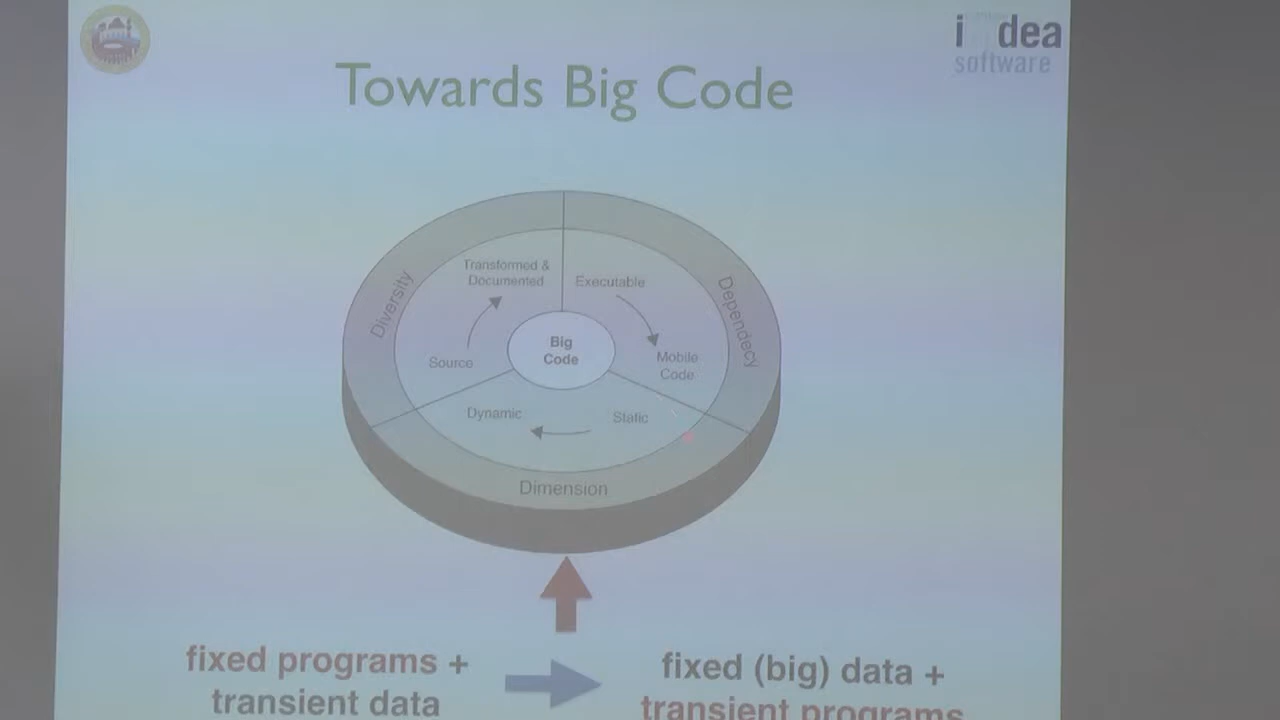 i dea
software
Towards Big Code
Transformed &
Documented
Executable
Diversity
Dependecy
Big
Code
Source
Mobile
Code
Dynamic
Static
Dimension
fixed programs +
transient data
fixed (big) data +
transient programs